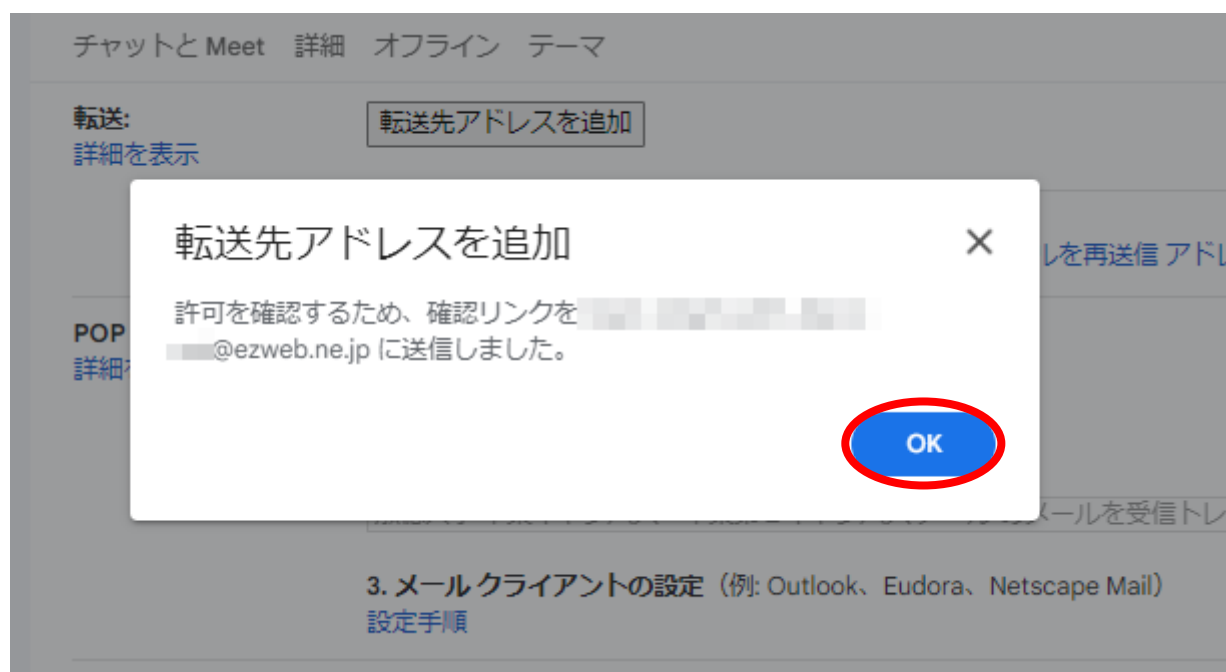 チャットと Meet 詳細 オフライン テーマ
転送: 転送先アドレスを追加
詳細を表示
転送先アドレスを追加 ×
ルを再送信 アドレ
許可を確認するため、確認リンクを
@ezweb.ne.jp に送信しました。
POP
詳細
OK
メールを受信トレ
3. メール クライアントの設定（例: Outlook、Eudora、Netscape Mail）
設定手順